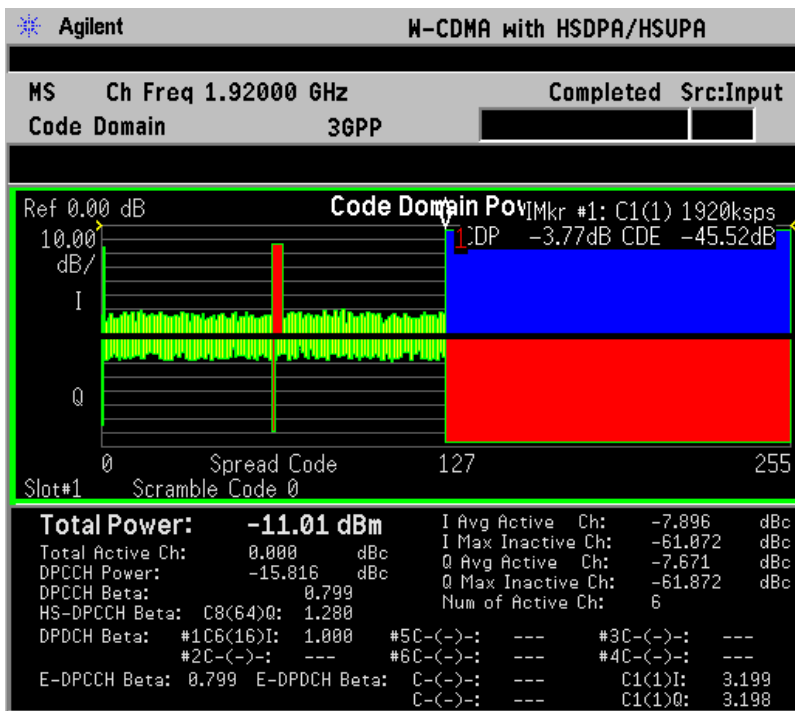 Agilent W-CDMA with HSDPA/HSUPA
MS Ch Freq 1.92000 GHz Completed Src:Input
Code Domain 3GPP
Ref 0.00 dB Code Domain Pow IMkr #1: C1(1) 1920ksps
10.00 1 CDP -3.77dB CDE -45.52dB
dB/
I
Q
0 Spread Code 127 255
Slot#1 Scramble Code 0
Total Power: -11.01 dBm I Avg Active Ch: -7.896 dBc
I Max Inactive Ch: -61.072 dBc
Total Active Ch: 0.000 dBc Q Avg Active Ch: -7.671 dBc
DPCCH Power: -15.816 dBc Q Max Inactive Ch: -61.872 dBc
DPCCH Beta: 0.799 Num of Active Ch: 6
HS-DPCCH Beta: C8(64)Q: 1.280
DPDCH Beta: #1C6(16)I: 1.000 #5C-(-)-: --- #3C-(-)-: ---
#2C-(-)-: --- #6C-(-)-: --- #4C-(-)-: ---
E-DPCCH Beta: 0.799 E-DPDCH Beta: C-(-)-: --- C1(1)I: 3.199
C-(-)-: --- C1(1)Q: 3.198